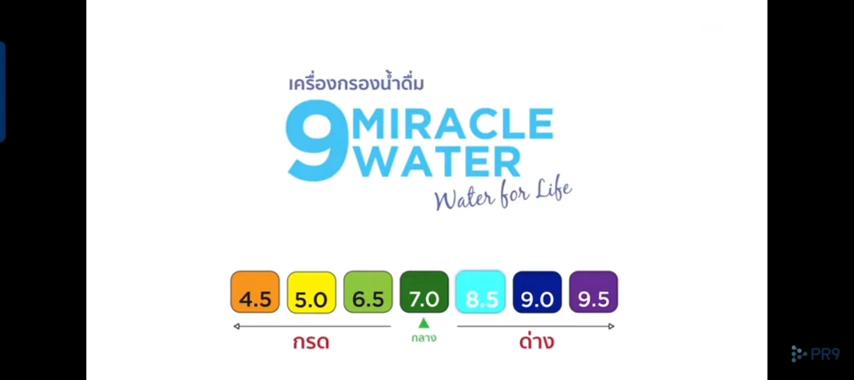 เครื่องกรองน้ำดื่ม
9 MIRACLE
WATER
Water for Life
4.5 5.0 6.5 7.0 8.5 9.0 9.5
กรด กลาง ด่าง
PR9